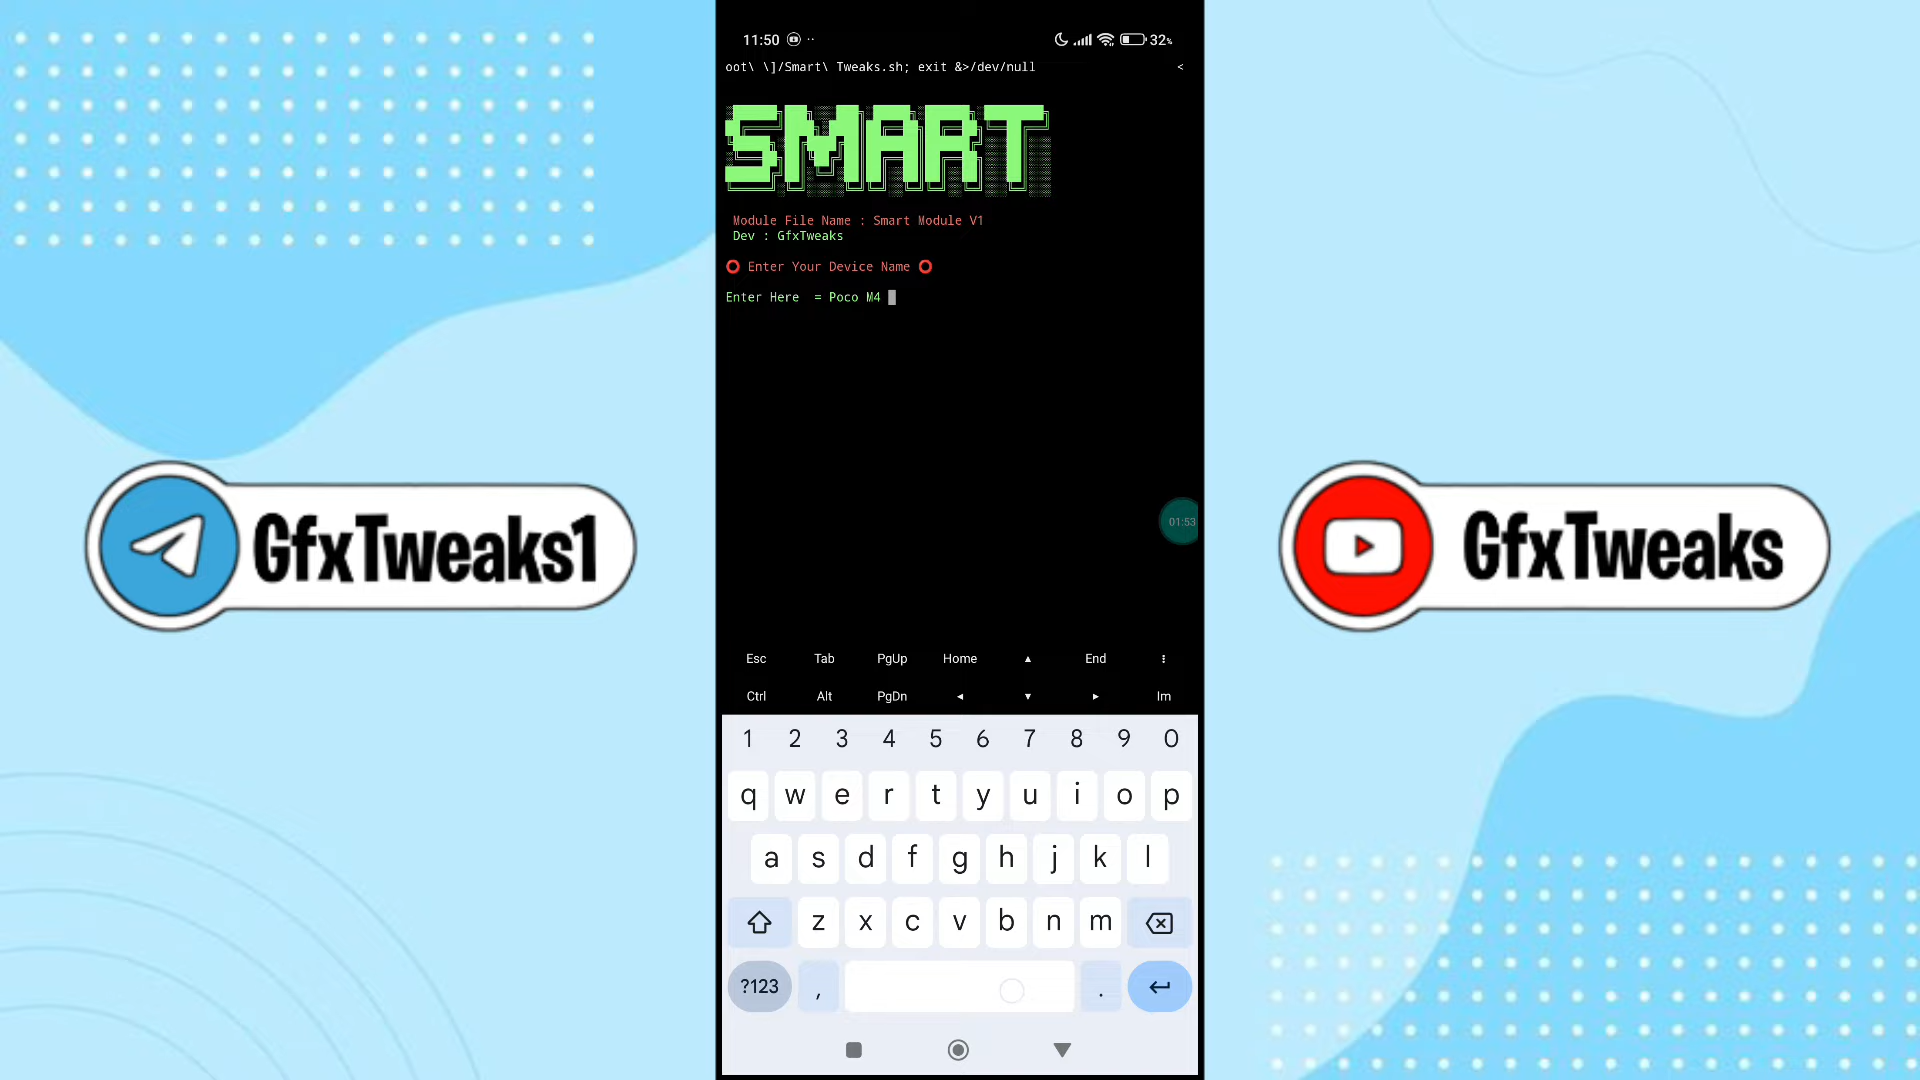 11:50
32%
oot\ \]/Smart\ Tweaks.sh; exit &>/dev/null <
SMART
Module File Name : Smart Module V1
Dev : GfxTweaks
⭕ Enter Your Device Name ⭕
Enter Here  = Poco M4
GfxTweaks1
GfxTweaks
01:53
Esc Tab PgUp Home ▲ End ⋮
Ctrl Alt PgDn ◄ ▼ ► Im
1 2 3 4 5 6 7 8 9 0
q w e r t y u i o p
a s d f g h j k l
z x c v b n m
?123 , .